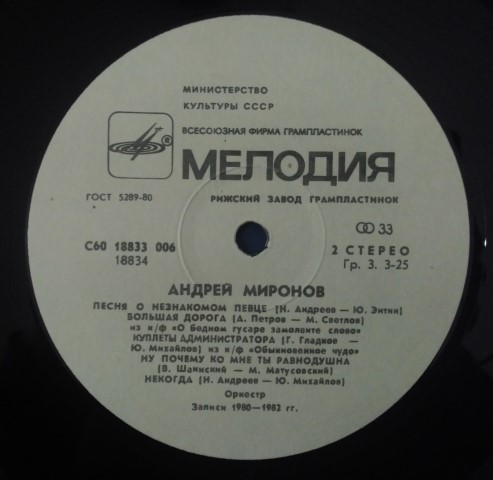 МИНИСТЕРСТВО
КУЛЬТУРЫ СССР
ВСЕСОЮЗНАЯ ФИРМА ГРАМПЛАСТИНОК
МЕЛОДИЯ
ГОСТ 5289-80
РИЖСКИЙ ЗАВОД ГРАМПЛАСТИНОК
33
С60 18833 006
2 СТЕРЕО
18834
Гр. 3. 3-25
АНДРЕЙ МИРОНОВ
ПЕСНЯ О НЕЗНАКОМОМ ПЕВЦЕ (И. Андреев — Ю. Энтин)
БОЛЬШАЯ ДОРОГА (А. Петров — М. Светлов)
из к/ф «О бедном гусаре замолвите слово»
КУПЛЕТЫ АДМИНИСТРАТОРА (Г. Гладков —
Ю. Михайлов) из к/ф «Обыкновенное чудо»
НУ ПОЧЕМУ КО МНЕ ТЫ РАВНОДУШНА
(В. Шаинский — М. Матусовский)
НЕКОГДА (И. Андреев — Ю. Михайлов)
Оркестр
Записи 1980—1982 гг.